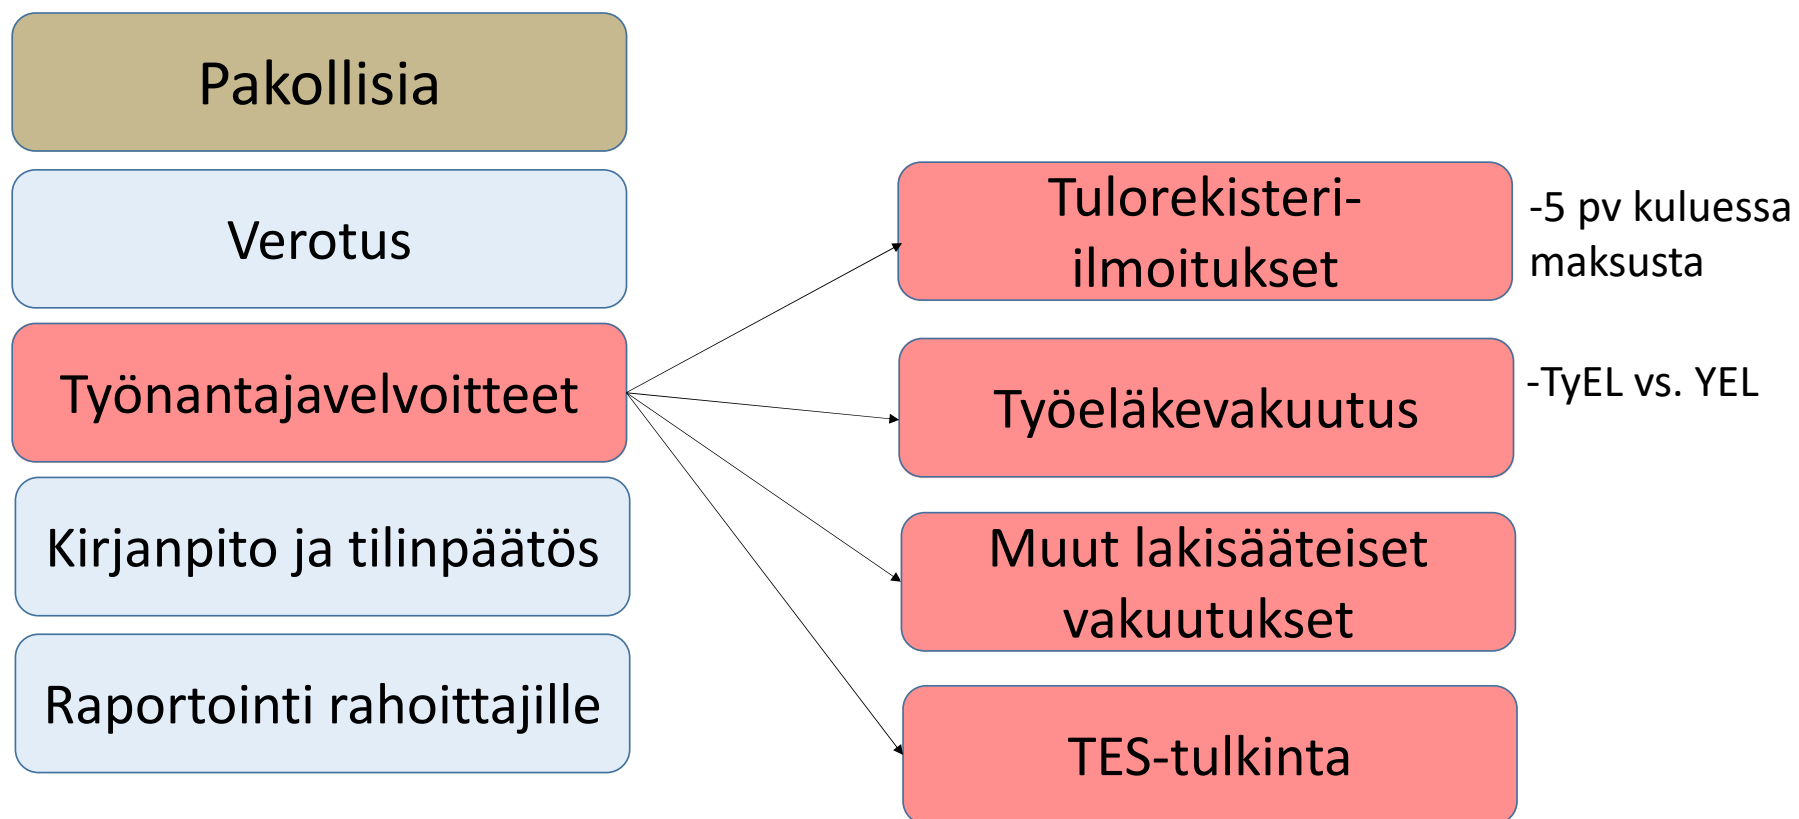 Pakollisia
Verotus
Työnantajavelvoitteet
Kirjanpito ja tilinpäätös
Raportointi rahoittajille
Tulorekisteri-
ilmoitukset
-5 pv kuluessa
maksusta
Työeläkevakuutus
-TyEL vs. YEL
Muut lakisääteiset
vakuutukset
TES-tulkinta